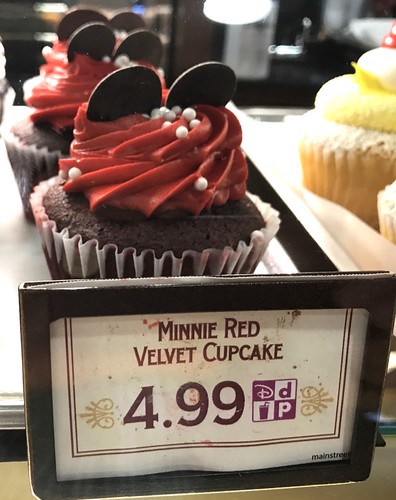 MINNIE RED
VELVET CUPCAKE
4.99 D d P
mainstreet